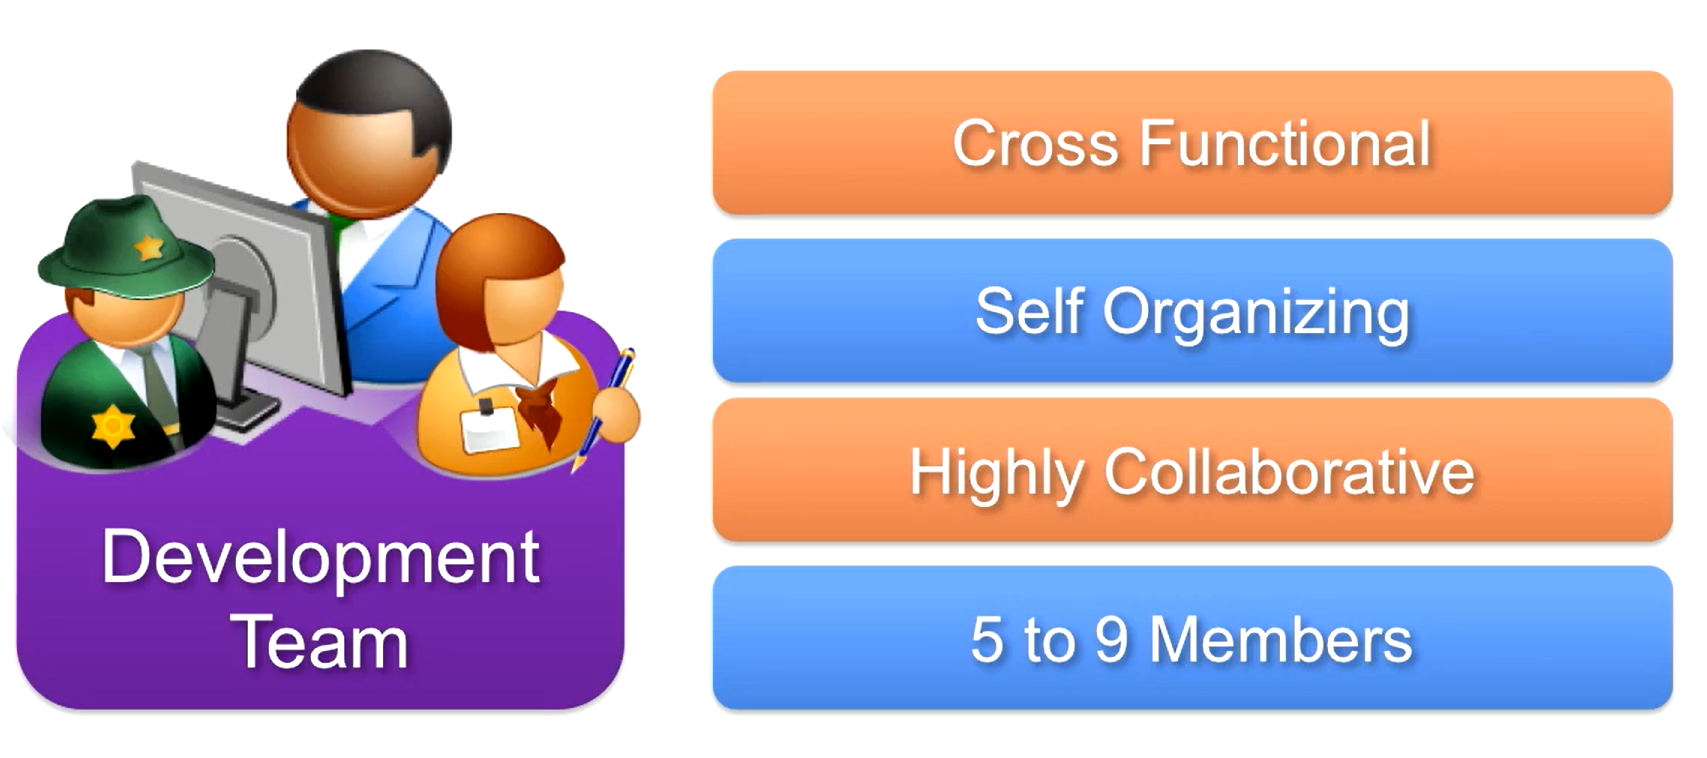 Development
Team
Cross Functional
Self Organizing
Highly Collaborative
5 to 9 Members